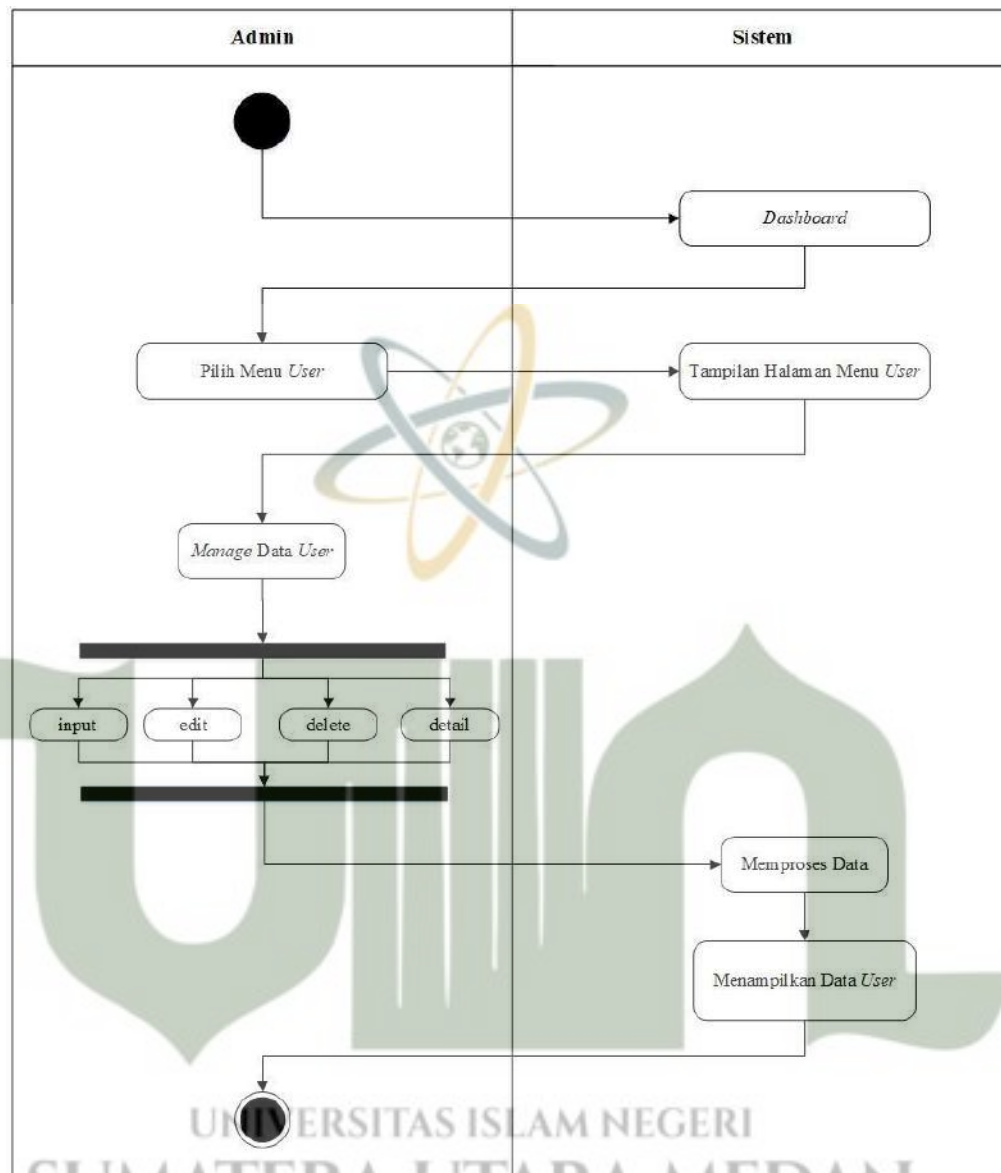 Admin
Sistem
Dashboard
Pilih Menu User
Tampilan Halaman Menu User
Manage Data User
input
edit
delete
detail
Memproses Data
Menampilkan Data User
UNIVERSITAS ISLAM NEGERI
SUMATERA UTARA MEDAN